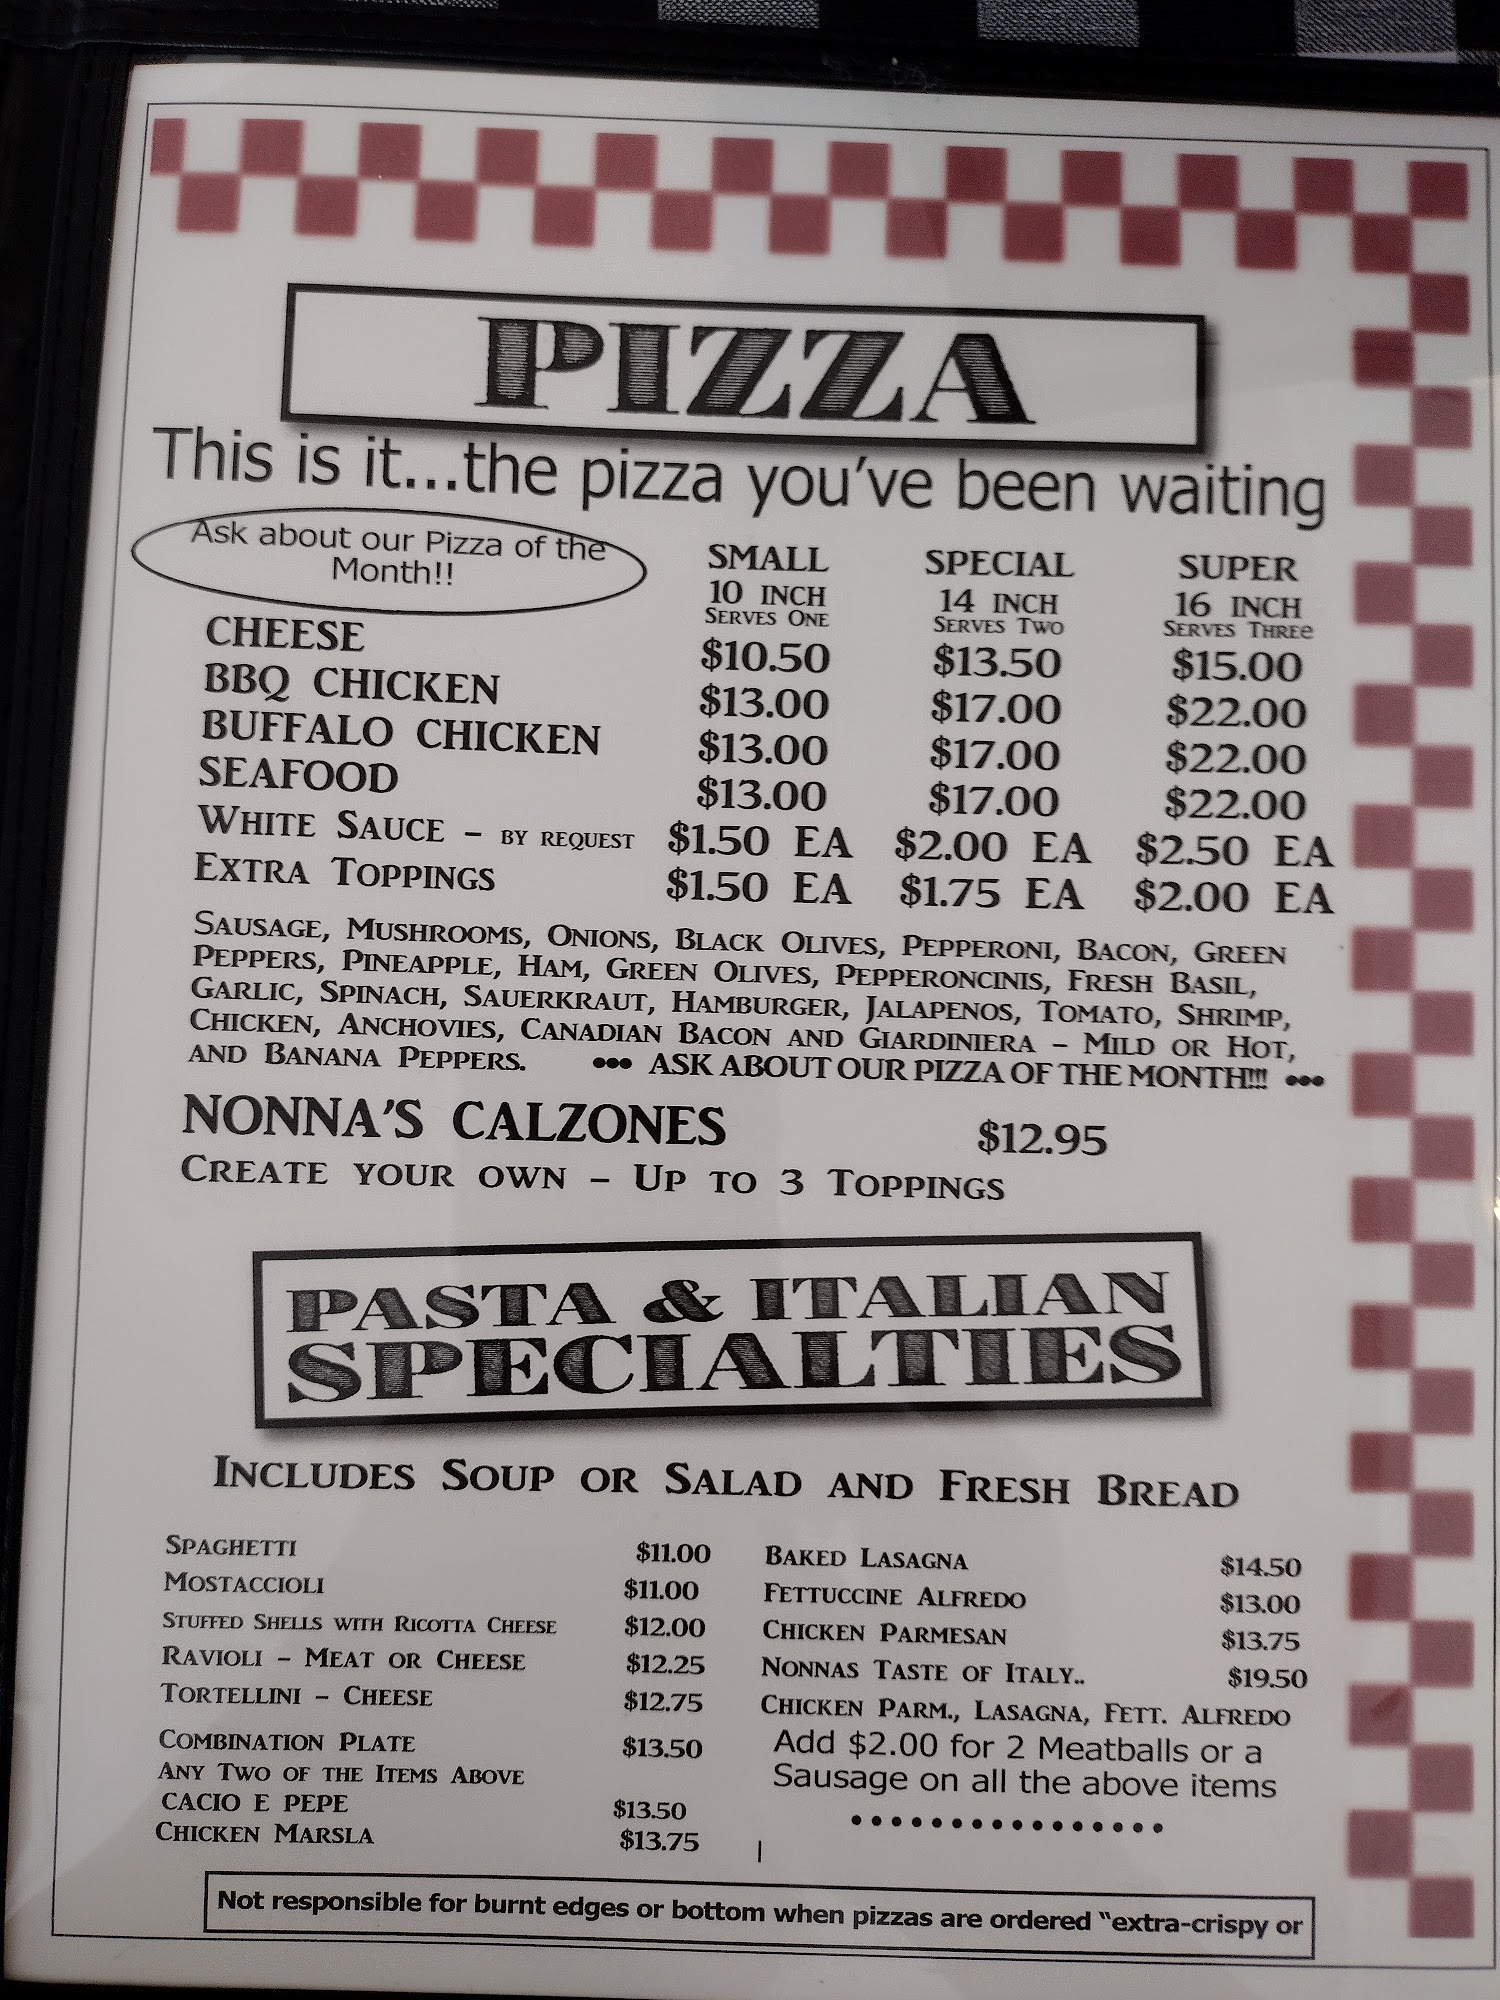 PIZZA
This is it...the pizza you've been waiting
Ask about our Pizza of the
Month!!
SMALL SPECIAL SUPER
10 INCH 14 INCH 16 INCH
SERVES ONE SERVES TWO SERVES THREe
CHEESE $10.50 $13.50 $15.00
BBQ CHICKEN $13.00 $17.00 $22.00
BUFFALO CHICKEN $13.00 $17.00 $22.00
SEAFOOD $13.00 $17.00 $22.00
WHITE SAUCE – BY REQUEST $1.50 EA $2.00 EA $2.50 EA
EXTRA TOPPINGS $1.50 EA $1.75 EA $2.00 EA
SAUSAGE, MUSHROOMS, ONIONS, BLACK OLIVES, PEPPERONI, BACON, GREEN
PEPPERS, PINEAPPLE, HAM, GREEN OLIVES, PEPPERONCINIS, FRESH BASIL,
GARLIC, SPINACH, SAUERKRAUT, HAMBURGER, JALAPENOS, TOMATO, SHRIMP,
CHICKEN, ANCHOVIES, CANADIAN BACON AND GIARDINIERA – MILD OR HOT,
AND BANANA PEPPERS. ••• ASK ABOUT OUR PIZZA OF THE MONTH!!! •••
NONNA'S CALZONES $12.95
CREATE YOUR OWN – UP TO 3 TOPPINGS
PASTA & ITALIAN
SPECIALTIES
INCLUDES SOUP OR SALAD AND FRESH BREAD
SPAGHETTI $11.00
MOSTACCIOLI $11.00
STUFFED SHELLS WITH RICOTTA CHEESE $12.00
RAVIOLI – MEAT OR CHEESE $12.25
TORTELLINI – CHEESE $12.75
COMBINATION PLATE $13.50
ANY TWO OF THE ITEMS ABOVE
CACIO E PEPE $13.50
CHICKEN MARSLA $13.75
BAKED LASAGNA $14.50
FETTUCCINE ALFREDO $13.00
CHICKEN PARMESAN $13.75
NONNAS TASTE OF ITALY.. $19.50
CHICKEN PARM., LASAGNA, FETT. ALFREDO
Add $2.00 for 2 Meatballs or a
Sausage on all the above items
• • • • • • • • • • • • • • • •
Not responsible for burnt edges or bottom when pizzas are ordered "extra-crispy or